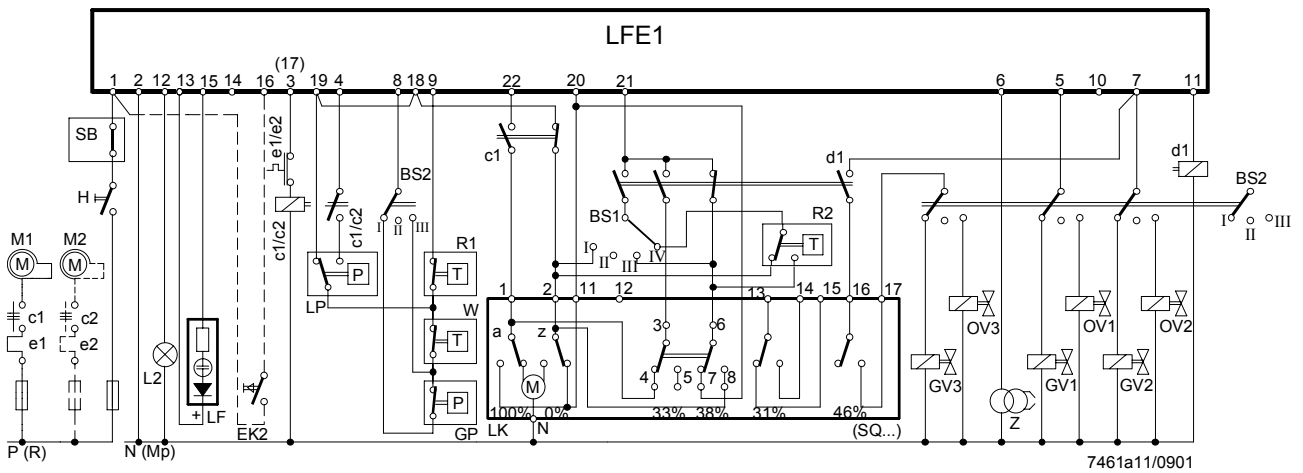 LFE1
(17)
1 2 12 13 15 14 16 3 19 4 8 18 9 22 20 21 6 5 10 7 11
SB
e1/e2
c1
d1
d1
H
BS2
BS2
c1/c2
c1/c2
BS1
R2
T
I II III
I II III IV
I II III
M1 M2
M M
R1
T
P
LP
1 2 11 12 13 14 15 16 17
W
T
c1 c2
a z
3 6
OV3 OV1 OV2
e1 e2
4 5 7 8
L2
M
GV3 GV1 GV2
P
100% 0% 33% 38% 31% 46%
+ LF
EK2
GP
LK
N
(SQ...)
Z
P (R)
N (Mp)
7461a11/0901